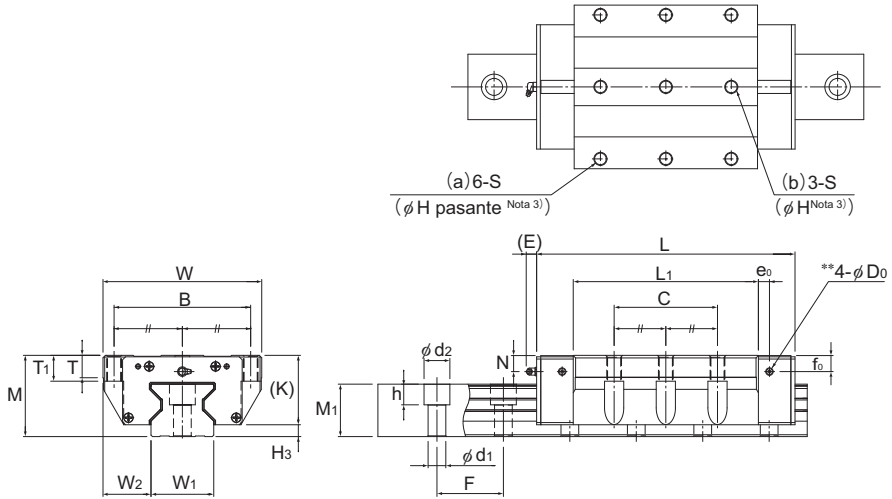 (a)6-S
(φH pasante Nota 3))
(b)3-S
(φH Nota 3))
(E)
L
L1
e0
**4-φD0
C
W
B
T1
T
M
(K)
H3
W2
W1
φd2
N
f0
h
M1
φd1
F